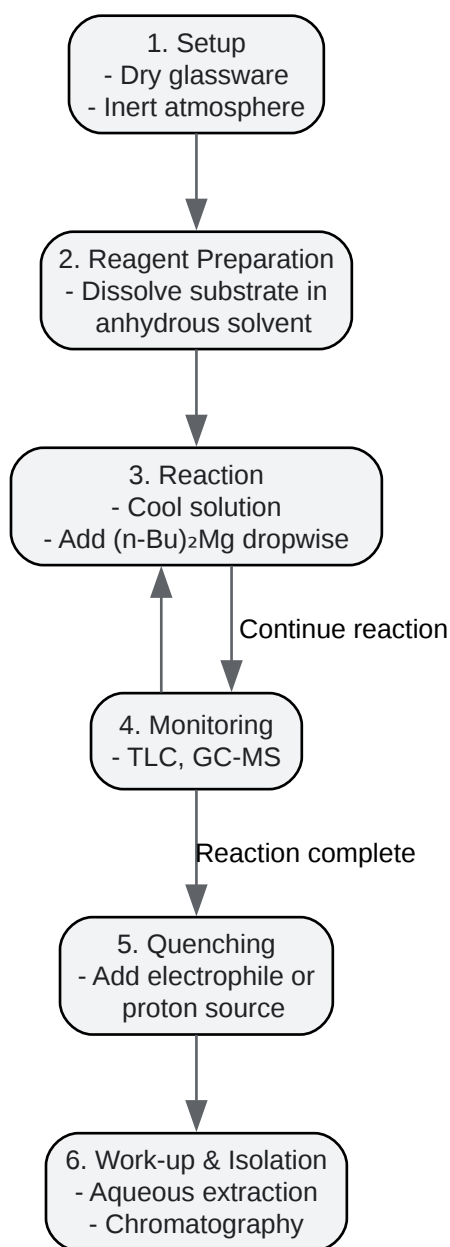 1. Setup
- Dry glassware
- Inert atmosphere
2. Reagent Preparation
- Dissolve substrate in
anhydrous solvent
3. Reaction
- Cool solution
- Add (n-Bu)₂Mg dropwise
Continue reaction
4. Monitoring
- TLC, GC-MS
Reaction complete
5. Quenching
- Add electrophile or
proton source
6. Work-up & Isolation
- Aqueous extraction
- Chromatography